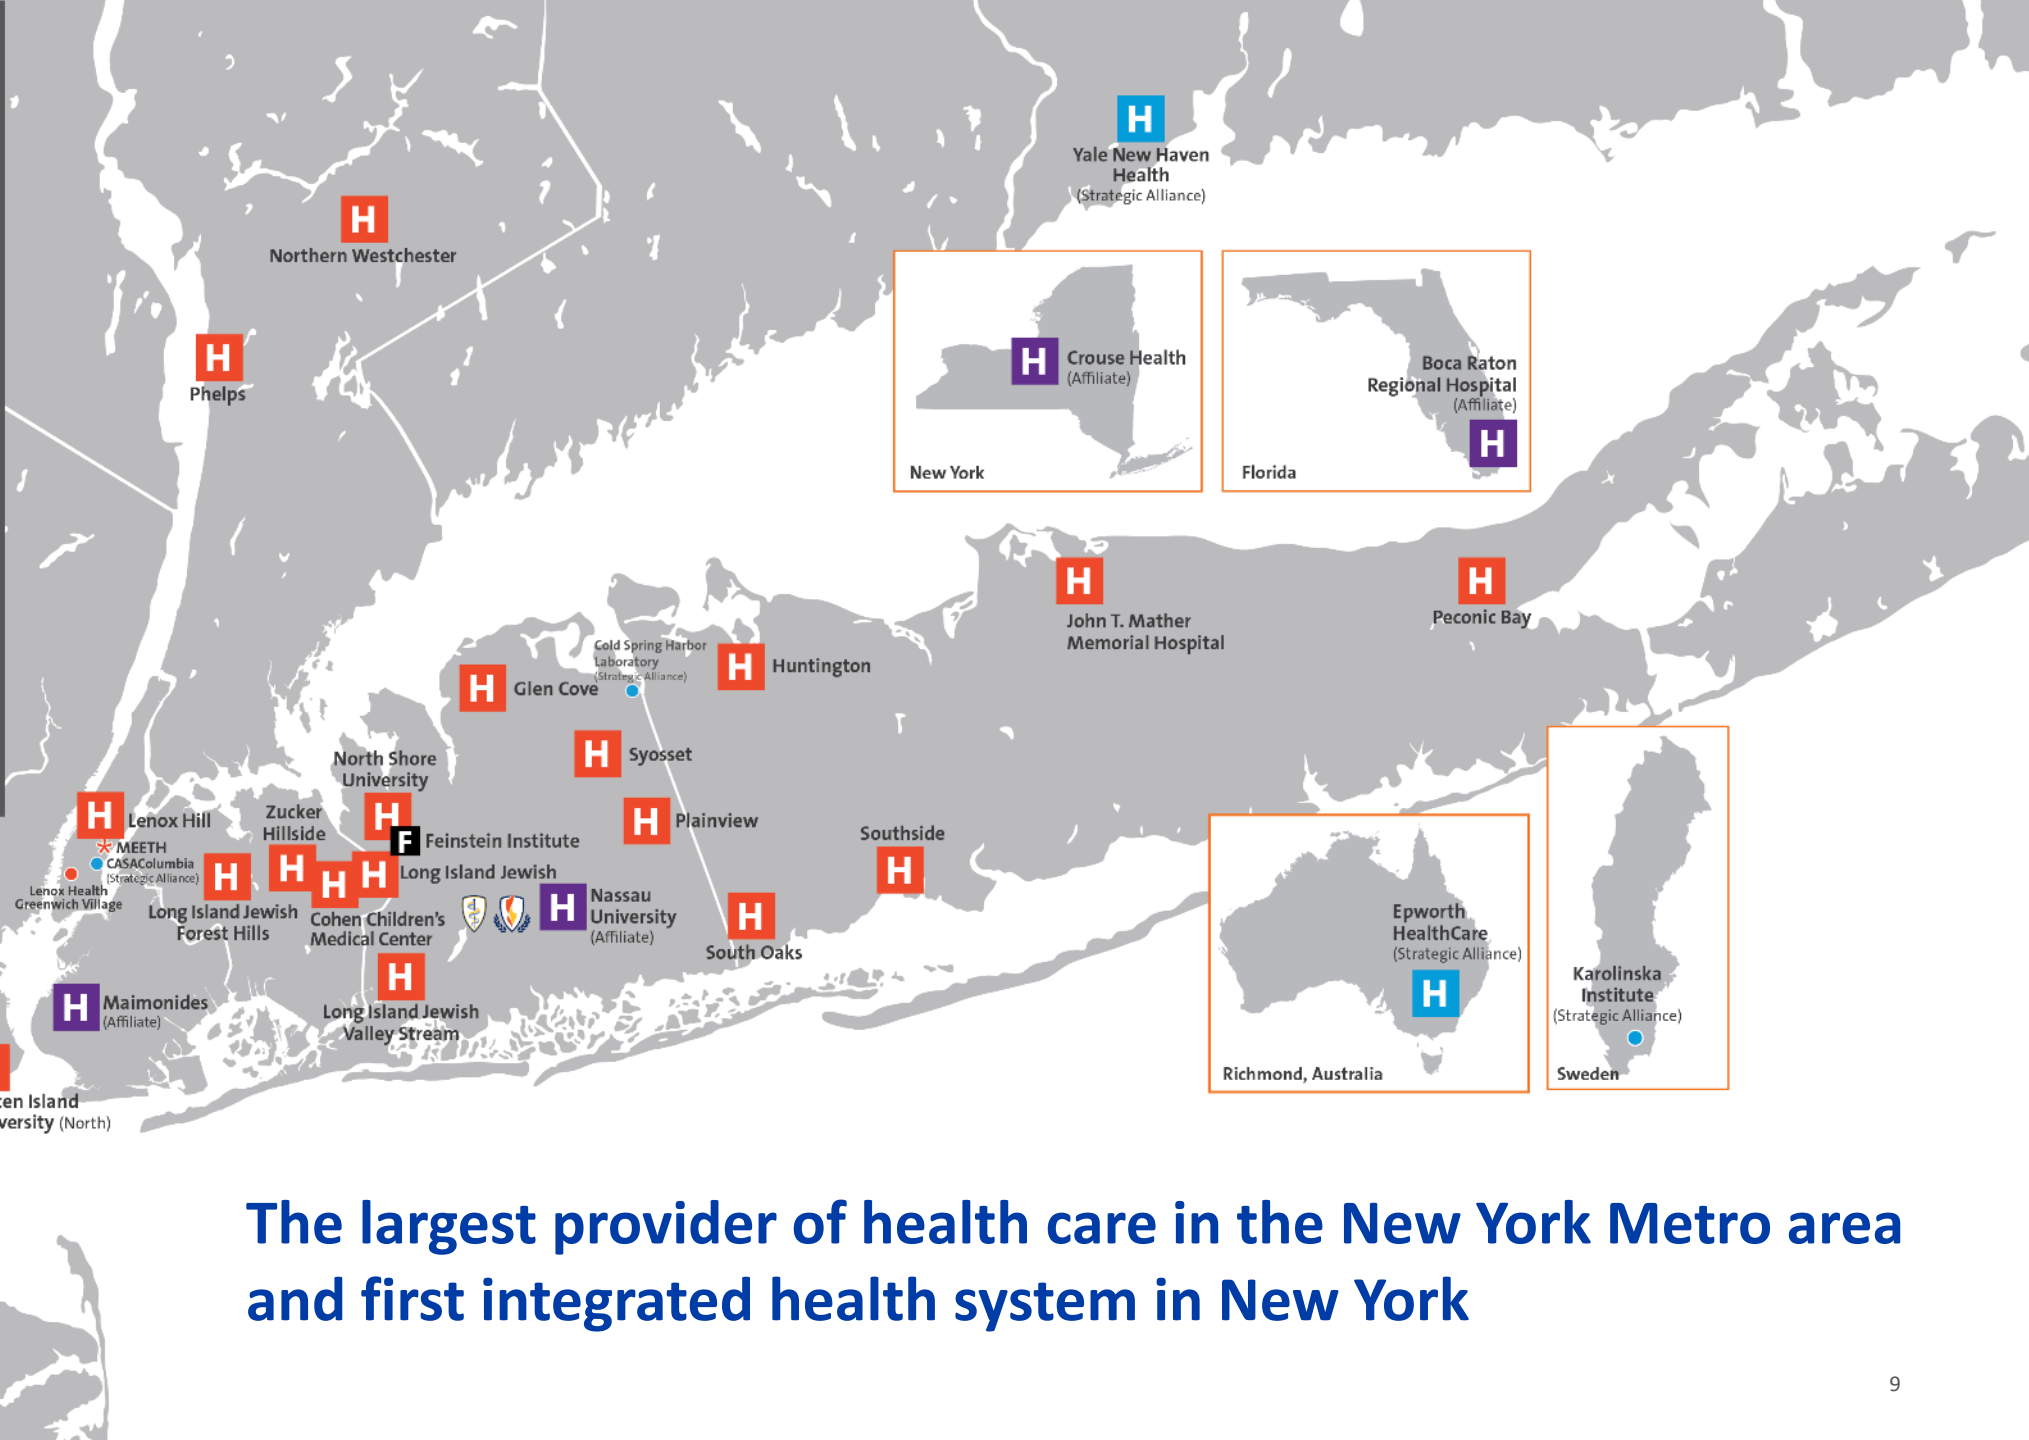 H
Yale New Haven
Health
(Strategic Alliance)
H
Northern Westchester
H
Phelps
H
Crouse Health
(Affiliate)
New York
Boca Raton
Regional Hospital
(Affiliate)
H
Florida
H
John T. Mather
Memorial Hospital
H
Peconic Bay
Cold Spring Harbor
Laboratory
(Strategic Alliance)
H
Huntington
H
Glen Cove
H
Syosset
North Shore
University
H
F
Feinstein Institute
H
Plainview
H
Lenox Hill
MEETH
CASAColumbia
(Strategic Alliance)
Lenox Health
Greenwich Village
Zucker
Hillside
H
H
Long Island Jewish
Forest Hills
H
Cohen Children's
Medical Center
H
Long Island Jewish
H
Nassau
University
(Affiliate)
Southside
H
H
South Oaks
H
Long Island Jewish
Valley Stream
H
Maimonides
(Affiliate)
en Island
versity (North)
Epworth
HealthCare
(Strategic Alliance)
H
Richmond, Australia
Karolinska
Institute
(Strategic Alliance)
Sweden
The largest provider of health care in the New York Metro area
and first integrated health system in New York
9